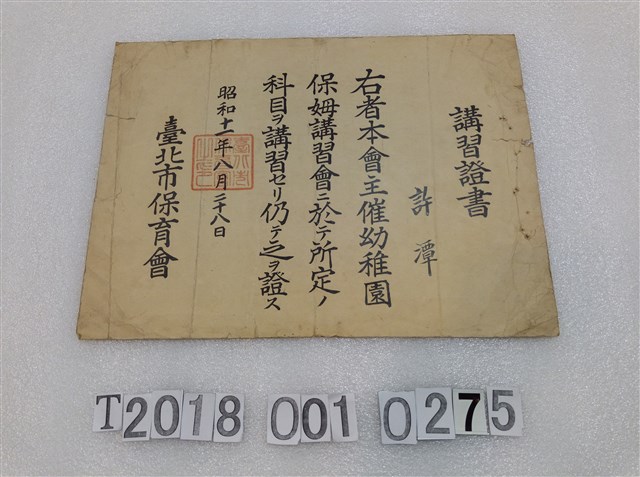 講習證書
許潭
右者本會主催幼稚園
保姆講習會ニ於テ所定ノ
科目ヲ講習セリ仍テ之ヲ證ス
昭和十一年八月二十八日
臺北市保育會
T2018 001 0275